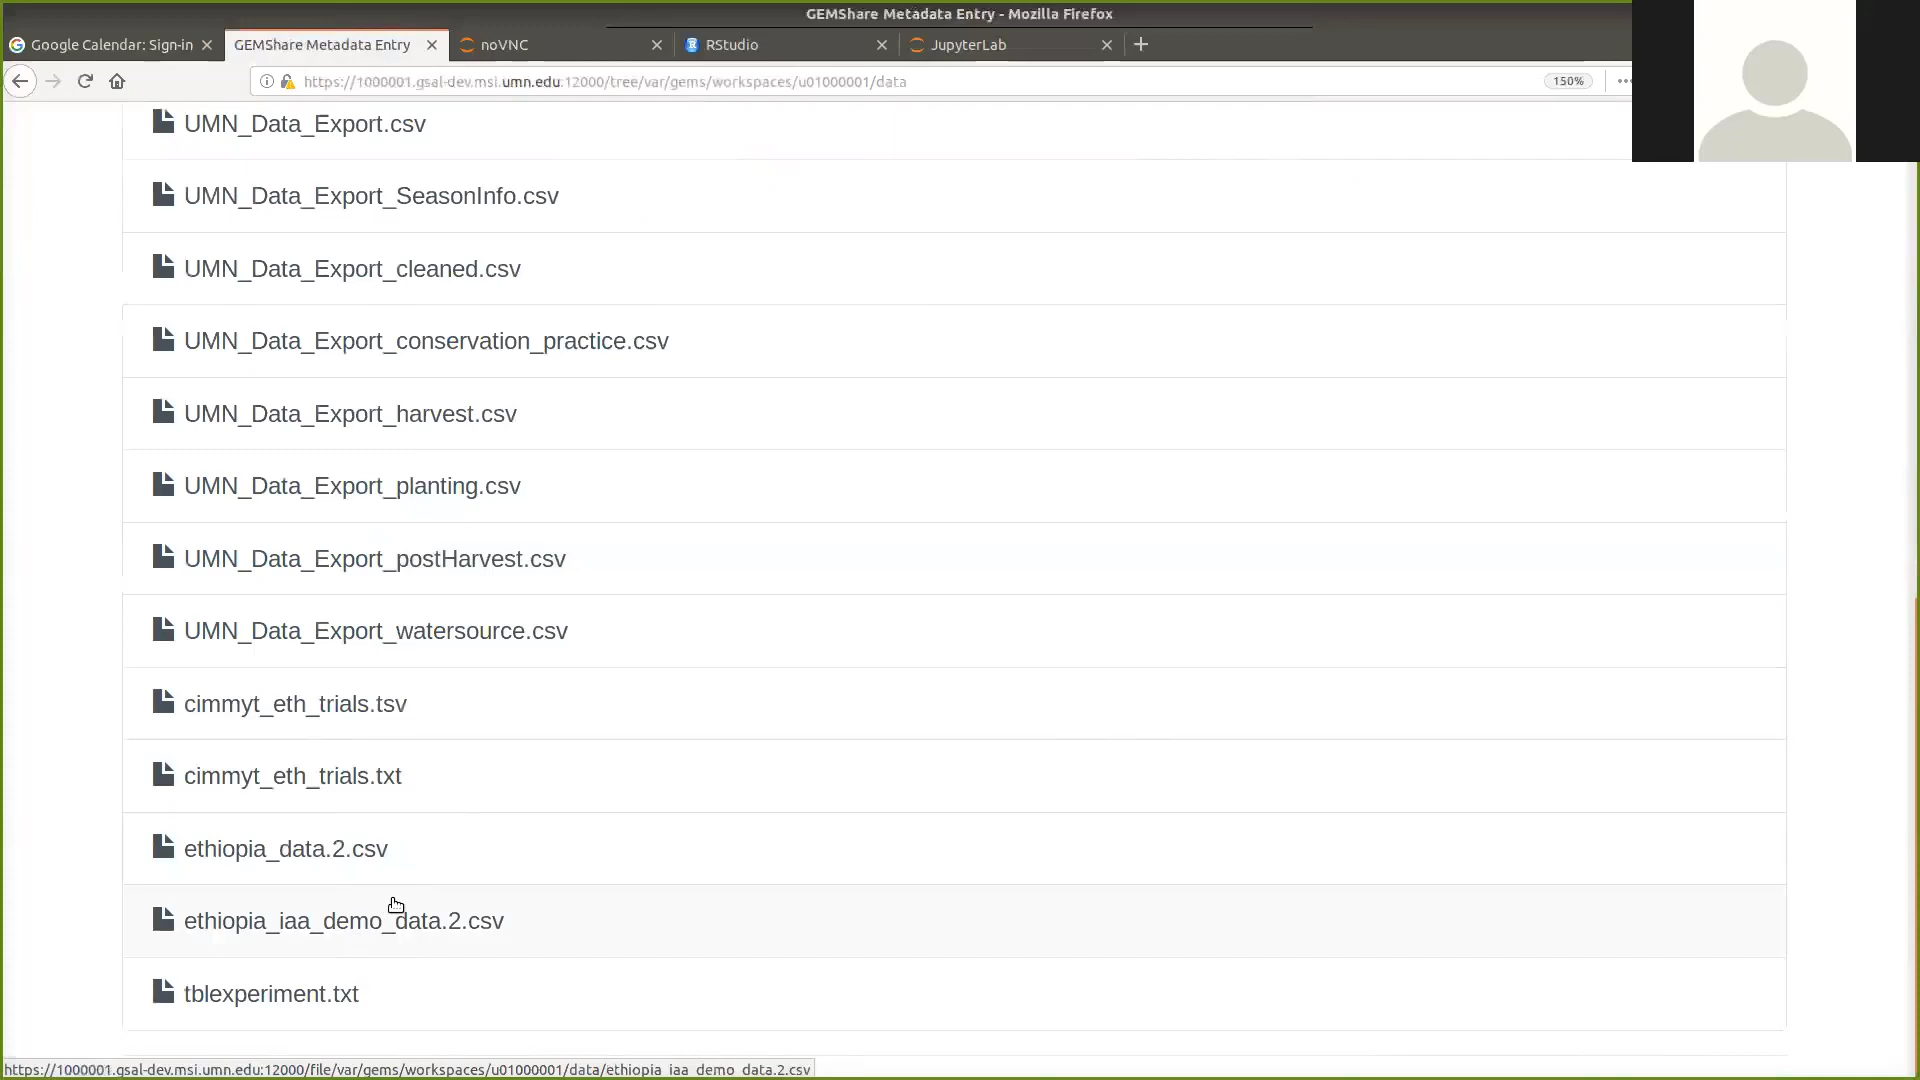 GEMShare Metadata Entry - Mozilla Firefox
Google Calendar: Sign-in
GEMShare Metadata Entry
noVNC
RStudio
JupyterLab
https://1000001.gsal-dev.msi.umn.edu:12000/tree/var/gems/workspaces/u01000001/data
150%
UMN_Data_Export.csv
UMN_Data_Export_SeasonInfo.csv
UMN_Data_Export_cleaned.csv
UMN_Data_Export_conservation_practice.csv
UMN_Data_Export_harvest.csv
UMN_Data_Export_planting.csv
UMN_Data_Export_postHarvest.csv
UMN_Data_Export_watersource.csv
cimmyt_eth_trials.tsv
cimmyt_eth_trials.txt
ethiopia_data.2.csv
ethiopia_iaa_demo_data.2.csv
tblexperiment.txt
https://1000001.gsal-dev.msi.umn.edu:12000/file/var/gems/workspaces/u01000001/data/ethiopia_iaa_demo_data.2.csv